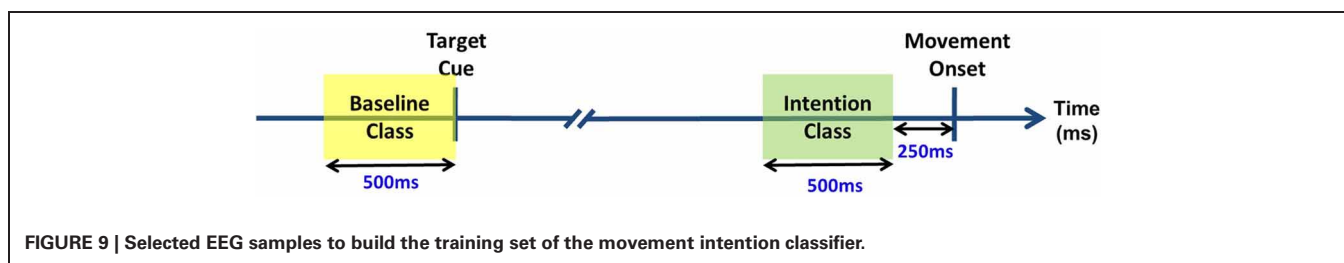 Target
Cue
Movement
Onset
Baseline
Class
Intention
Class
Time
(ms)
250ms
500ms
500ms
FIGURE 9 | Selected EEG samples to build the training set of the movement intention classifier.